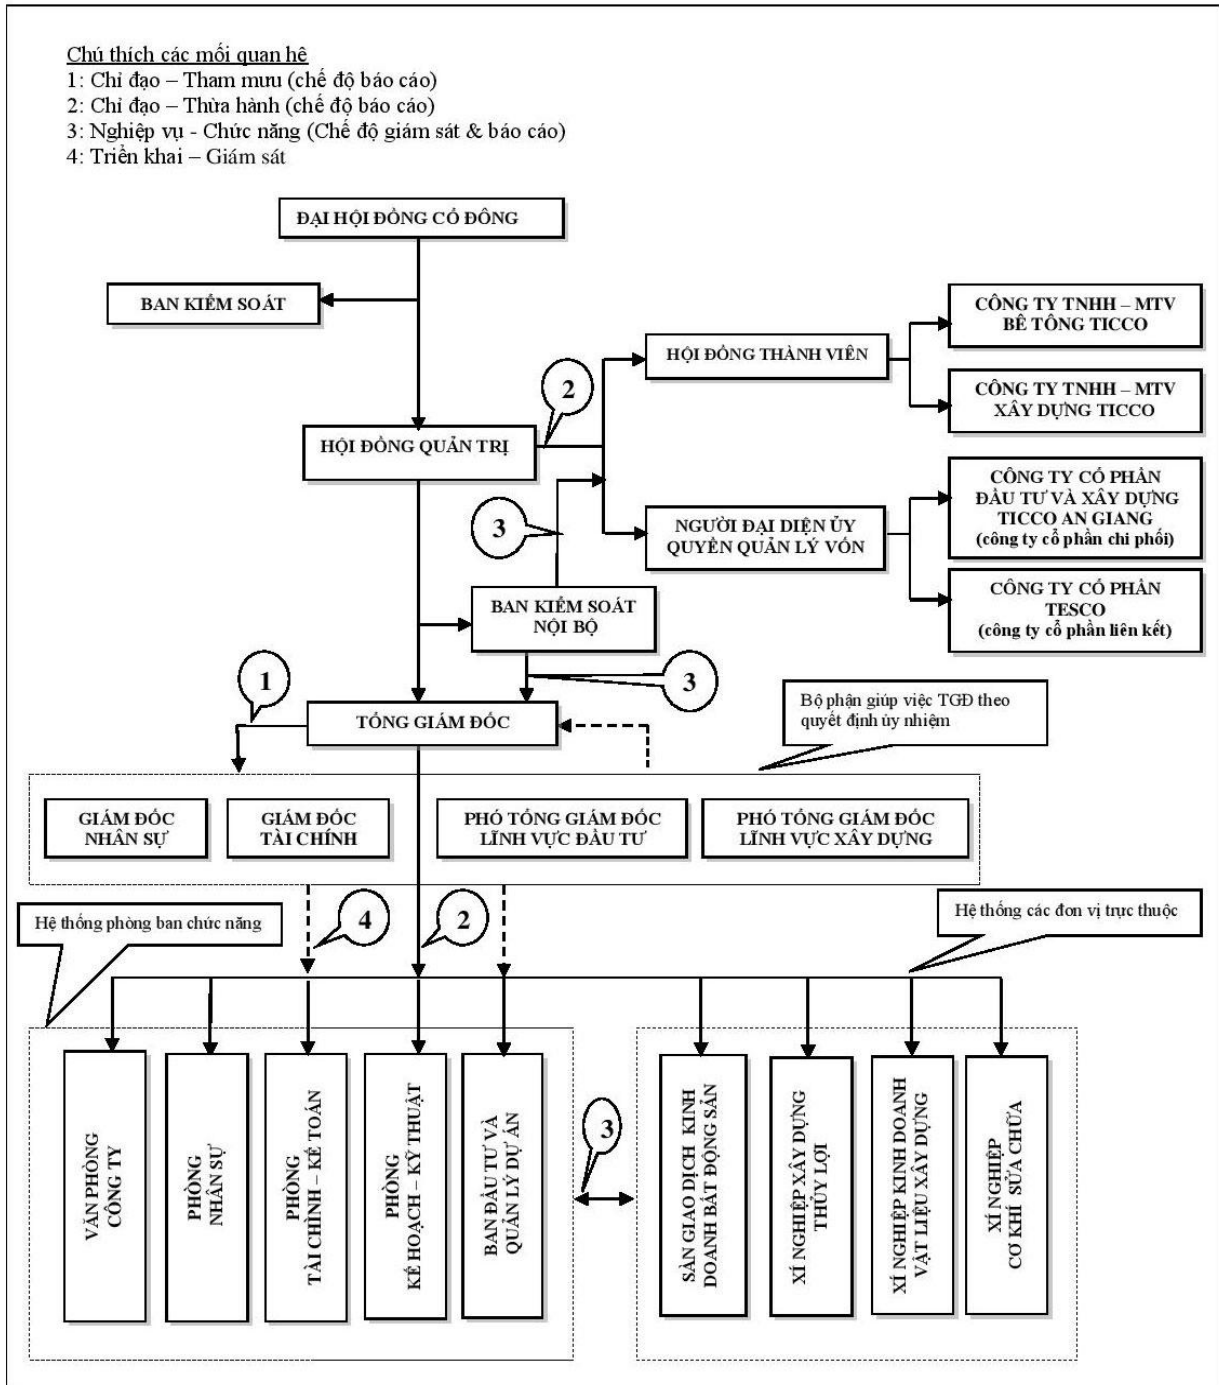 Chú thích các mối quan hê
1: Chỉ đạo – Tham mưu (chế độ báo cáo)
2: Chỉ đạo – Thừa hành (chế độ báo cáo)
3: Nghiệp vụ - Chức năng (Chế độ giám sát & báo cáo)
4: Triển khai – Giám sát
ĐẠI HỘI ĐỒNG CỔ ĐÔNG
BAN KIỂM SOÁT
CÔNG TY TNHH – MTV
BÊ TÔNG TICCO
HỘI ĐỒNG THÀNH VIÊN
2
CÔNG TY TNHH – MTV
XÂY DỰNG TICCO
HỘI ĐỒNG QUẢN TRỊ
CÔNG TY CỔ PHẦN
ĐẦU TƯ VÀ XÂY DỰNG
TICCO AN GIANG
(công ty cổ phần chi phối)
3
NGƯỜI ĐẠI DIỆN ỦY
QUYỀN QUẢN LÝ VỐN
BAN KIỂM SOÁT
NỘI BỘ
CÔNG TY CỔ PHẦN
TESCO
(công ty cổ phần liên kết)
1
3
TỔNG GIÁM ĐỐC
Bộ phận giúp việc TGĐ theo
quyết định ủy nhiệm
GIÁM ĐỐC
NHÂN SỰ
GIÁM ĐỐC
TÀI CHÍNH
PHÓ TỔNG GIÁM ĐỐC
LĨNH VỰC ĐẦU TƯ
PHÓ TỔNG GIÁM ĐỐC
LĨNH VỰC XÂY DỰNG
Hệ thống phòng ban chức năng
4
2
Hệ thống các đơn vị trực thuộc
VĂN PHÒNG
CÔNG TY
PHÒNG
NHÂN SỰ
PHÒNG
TÀI CHÍNH – KẾ TOÁN
PHÒNG
KẾ HOẠCH – KỸ THUẬT
BAN ĐẦU TƯ VÀ
QUẢN LÝ DỰ ÁN
3
SÀN GIAO DỊCH KINH
DOANH BẤT ĐỘNG SẢN
XÍ NGHIỆP XÂY DỰNG
THỦY LỢI
XÍ NGHIỆP KINH DOANH
VẬT LIỆU XÂY DỰNG
XÍ NGHIỆP
CƠ KHÍ SỬA CHỮA